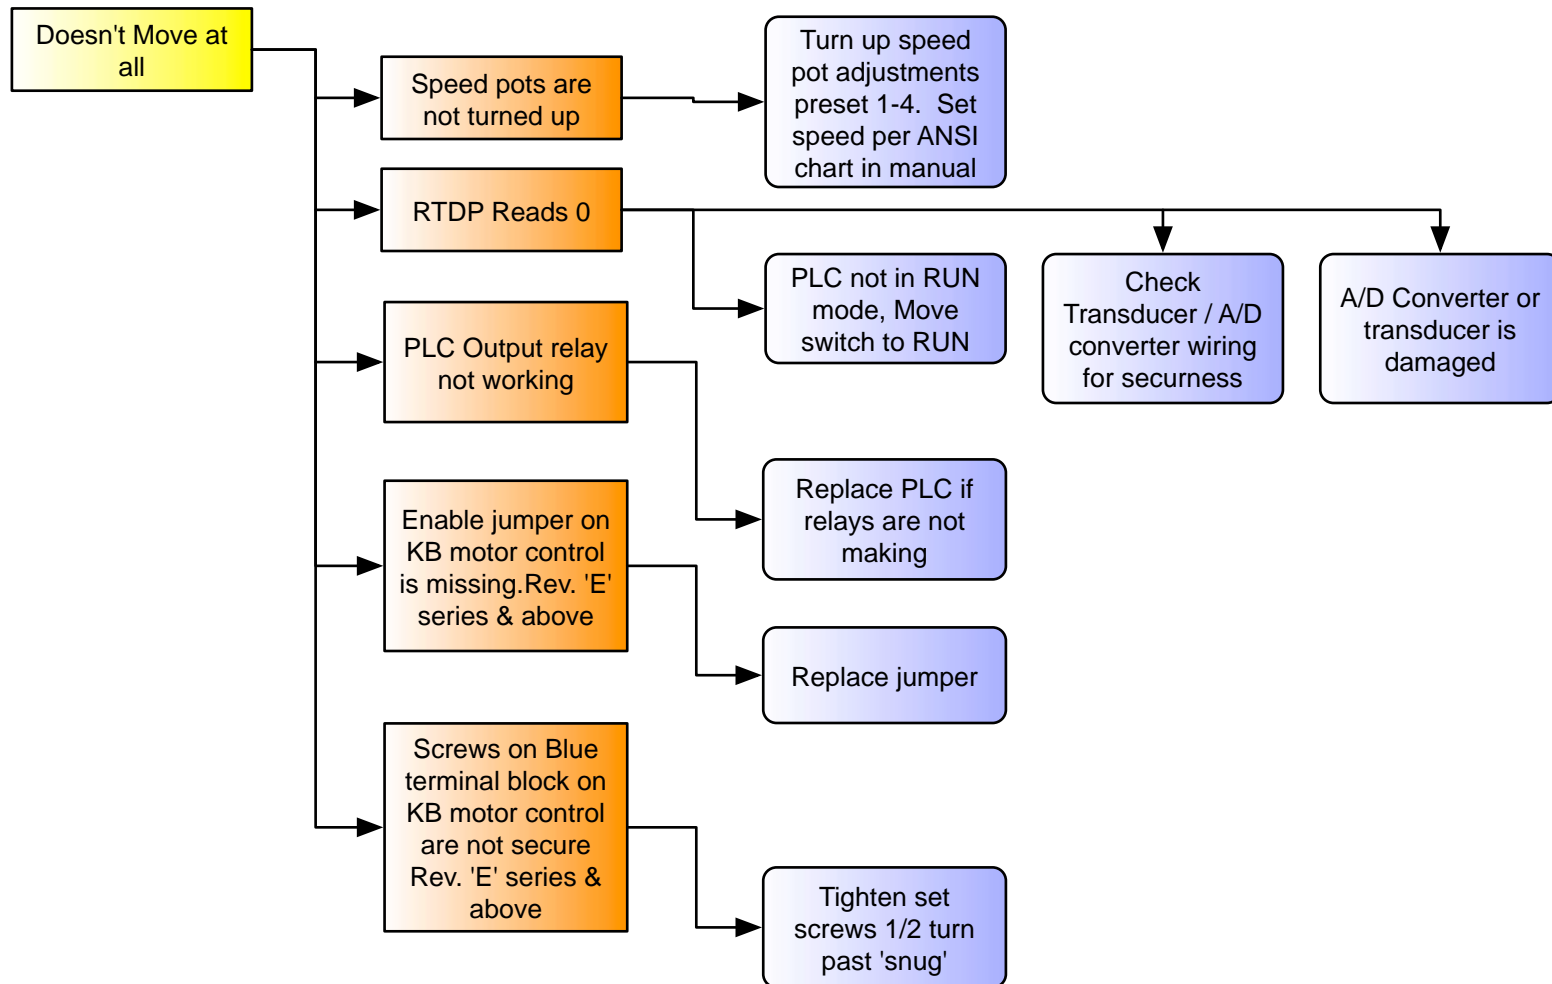 Doesn't Move at
all
Speed pots are
not turned up
Turn up speed
pot adjustments
preset 1-4.  Set
speed per ANSI
chart in manual
RTDP Reads 0
PLC not in RUN
mode, Move
switch to RUN
Check
Transducer / A/D
converter wiring
for securness
A/D Converter or
transducer is
damaged
PLC Output relay
not working
Replace PLC if
relays are not
making
Enable jumper on
KB motor control
is missing.Rev. 'E'
series & above
Replace jumper
Screws on Blue
terminal block on
KB motor control
are not secure
Rev. 'E' series &
above
Tighten set
screws 1/2 turn
past 'snug'